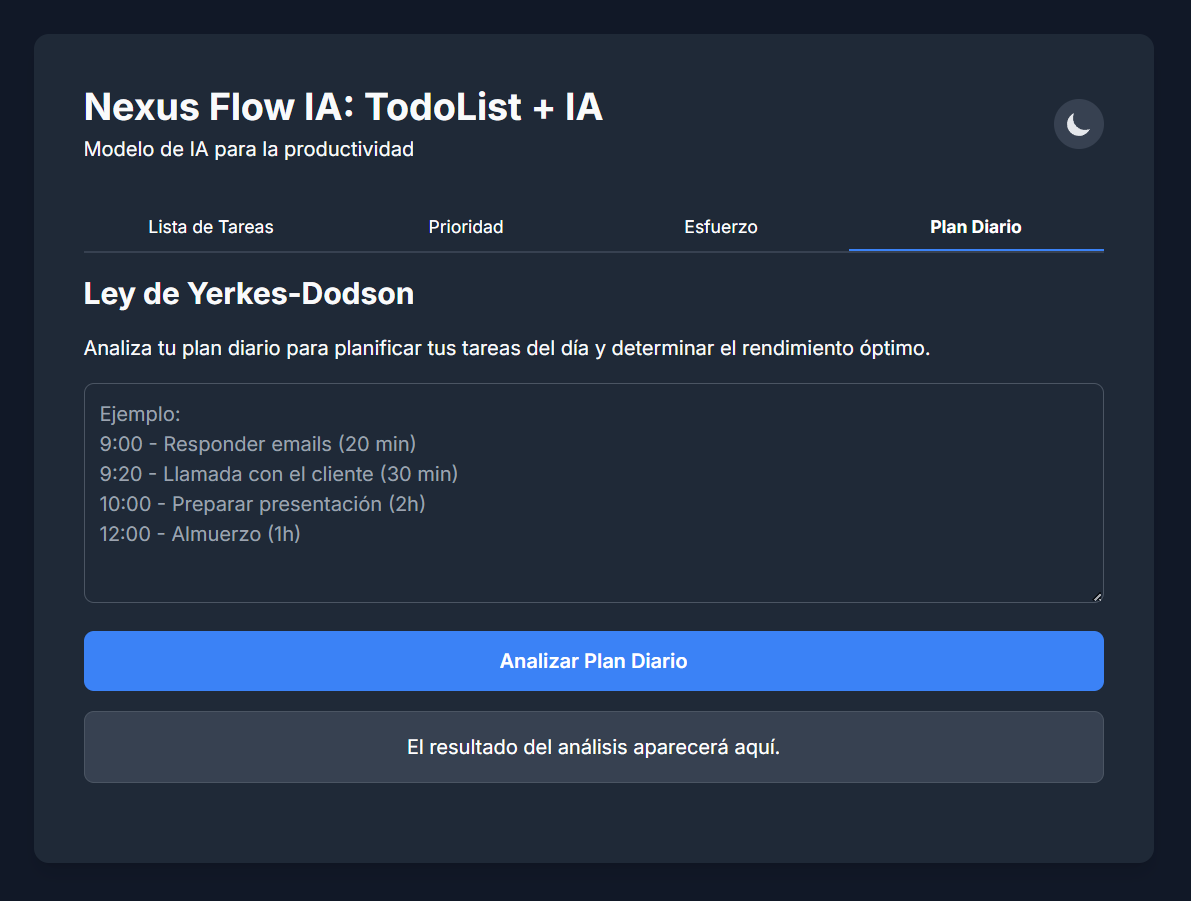 Nexus Flow IA: TodoList + IA
Modelo de IA para la productividad
Lista de Tareas
Prioridad
Esfuerzo
Plan Diario
Ley de Yerkes-Dodson
Analiza tu plan diario para planificar tus tareas del día y determinar el rendimiento óptimo.
Ejemplo:
9:00 - Responder emails (20 min)
9:20 - Llamada con el cliente (30 min)
10:00 - Preparar presentación (2h)
12:00 - Almuerzo (1h)
Analizar Plan Diario
El resultado del análisis aparecerá aquí.